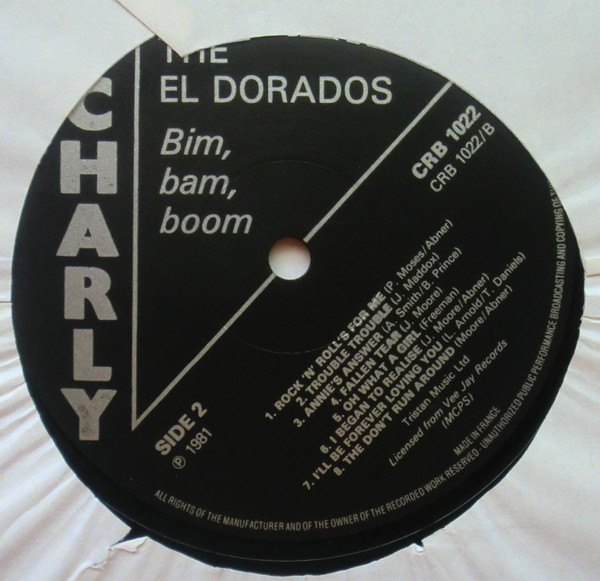 CHARLY
THE
EL DORADOS
Bim,
bam,
boom
CRB 1022
CRB 1022/B
1. ROCK 'N' ROLL'S FOR ME (P. Moses/Abner)
2. TROUBLE TROUBLE (J. Maddox)
3. ANNIE'S ANSWER (A. Smith/B. Prince)
4. FALLEN TEAR (J. Moore)
5. OH WHAT A GIRL (Freeman)
6. I BEGAN TO REALISE (J. Moore/Abner)
7. I'LL BE FOREVER LOVING YOU (L. Arnold/T. Daniels)
8. THE DON'T RUN AROUND (Moore/Abner)
Tristan Music Ltd
Licensed from Vee Jay Records
(MCPS)
SIDE 2
℗ 1981
MADE IN FRANCE
ALL RIGHTS OF THE MANUFACTURER AND OF THE OWNER OF THE RECORDED WORK RESERVED - UNAUTHORIZED PUBLIC PERFORMANCE BROADCASTING AND COPYING OF